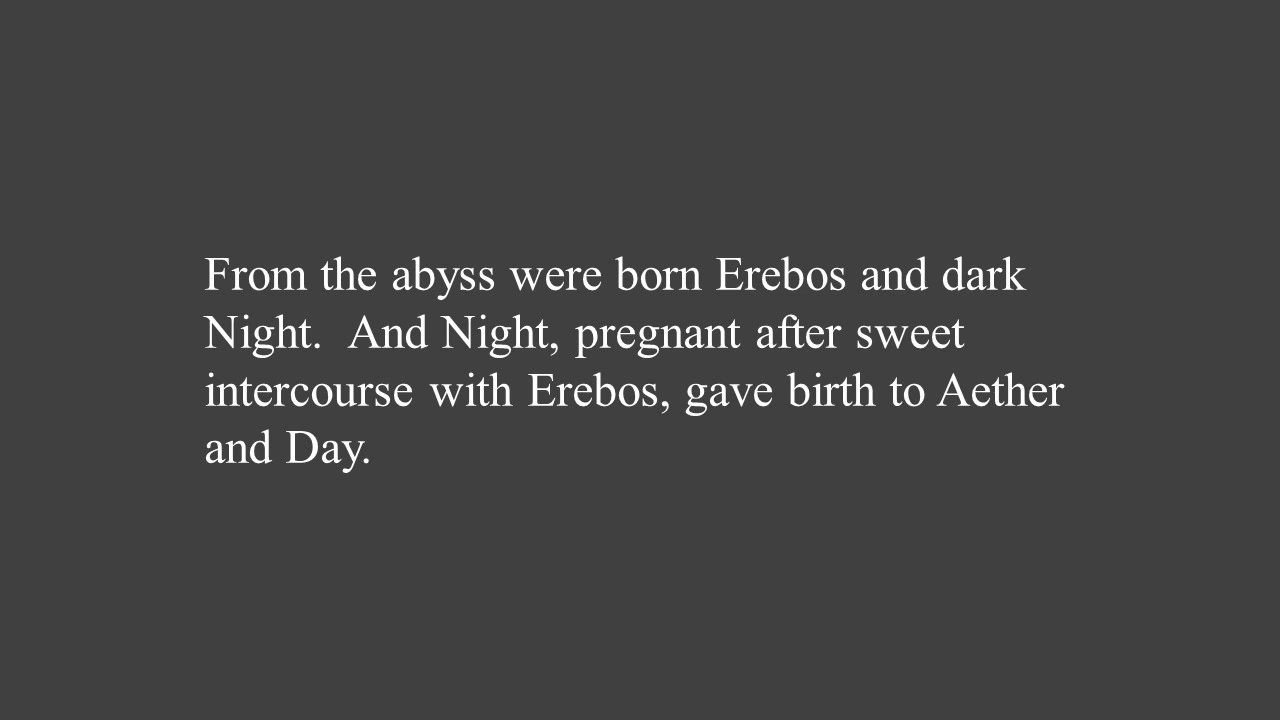 From the abyss were born Erebos and dark
Night.  And Night, pregnant after sweet
intercourse with Erebos, gave birth to Aether
and Day.